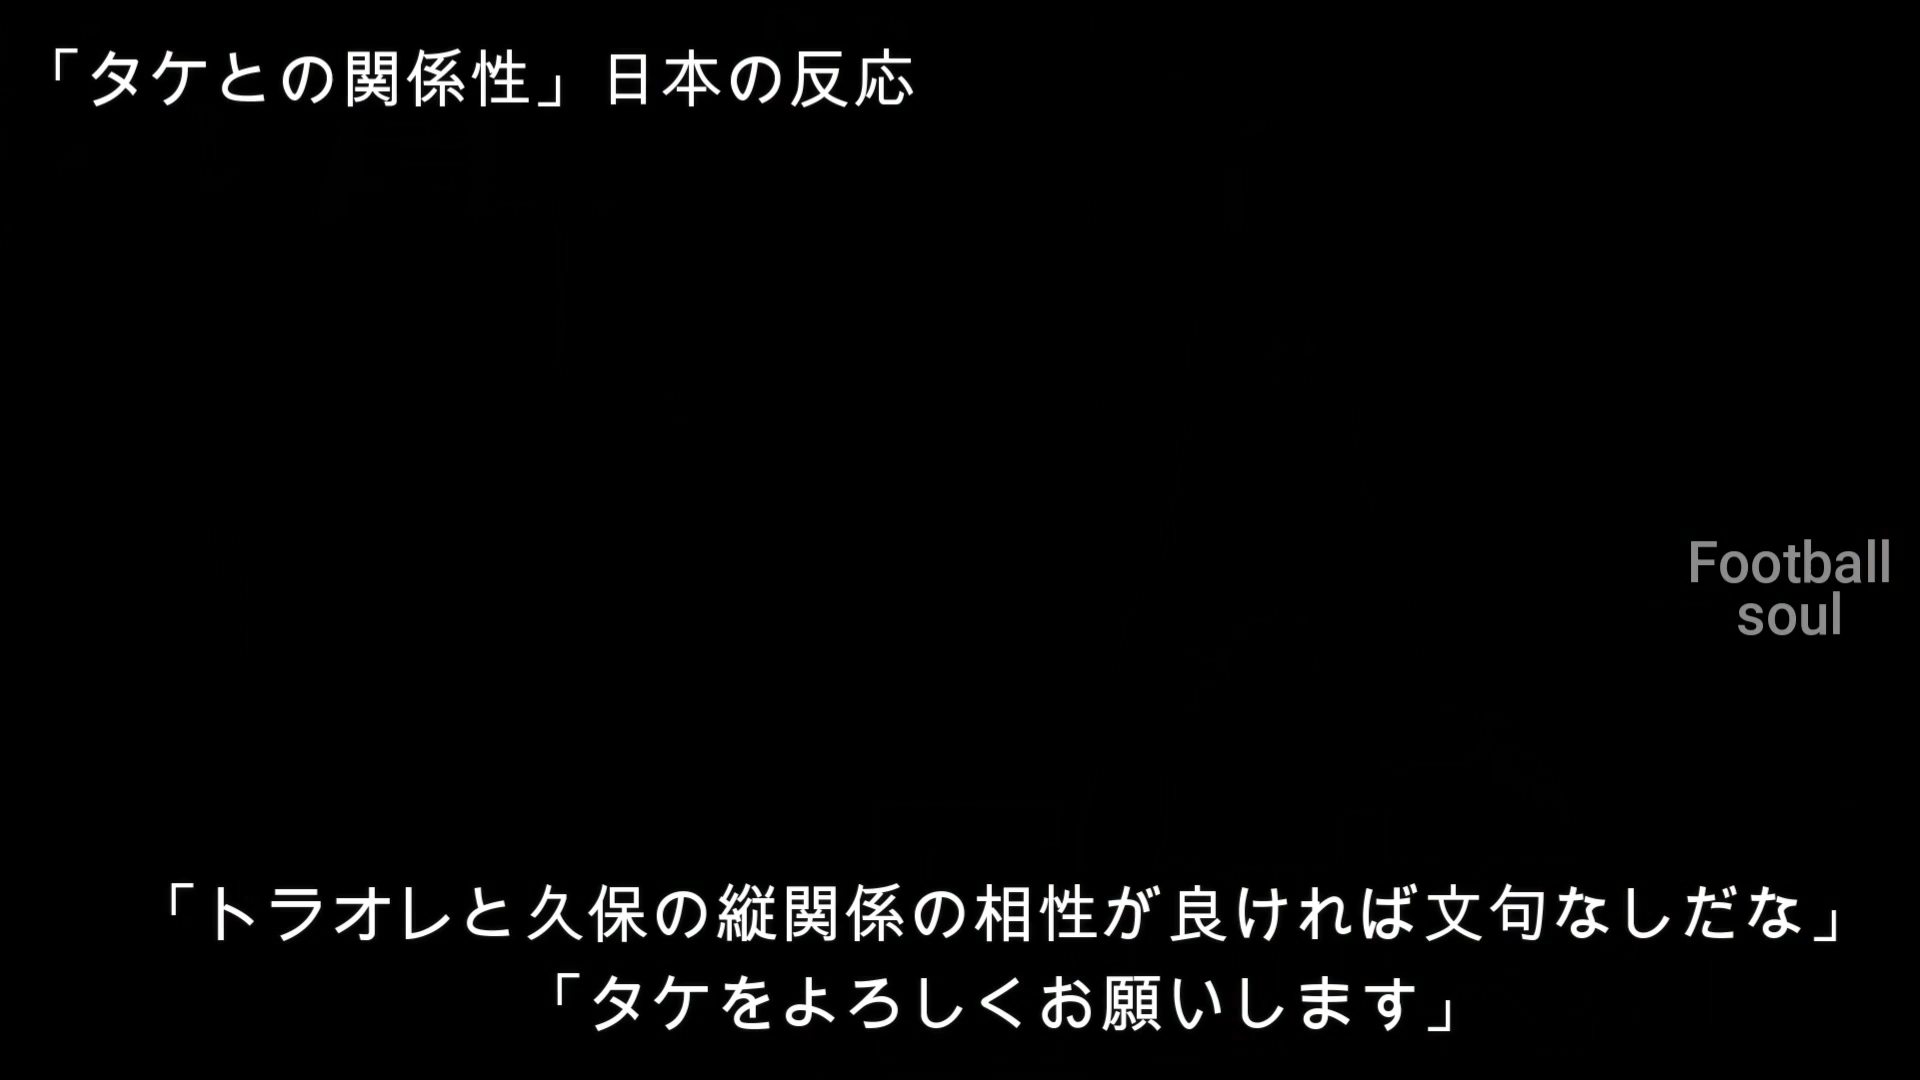 「タケとの関係性」日本の反応
Football
soul
「トラオレと久保の縦関係の相性が良ければ文句なしだな」
「タケをよろしくお願いします」